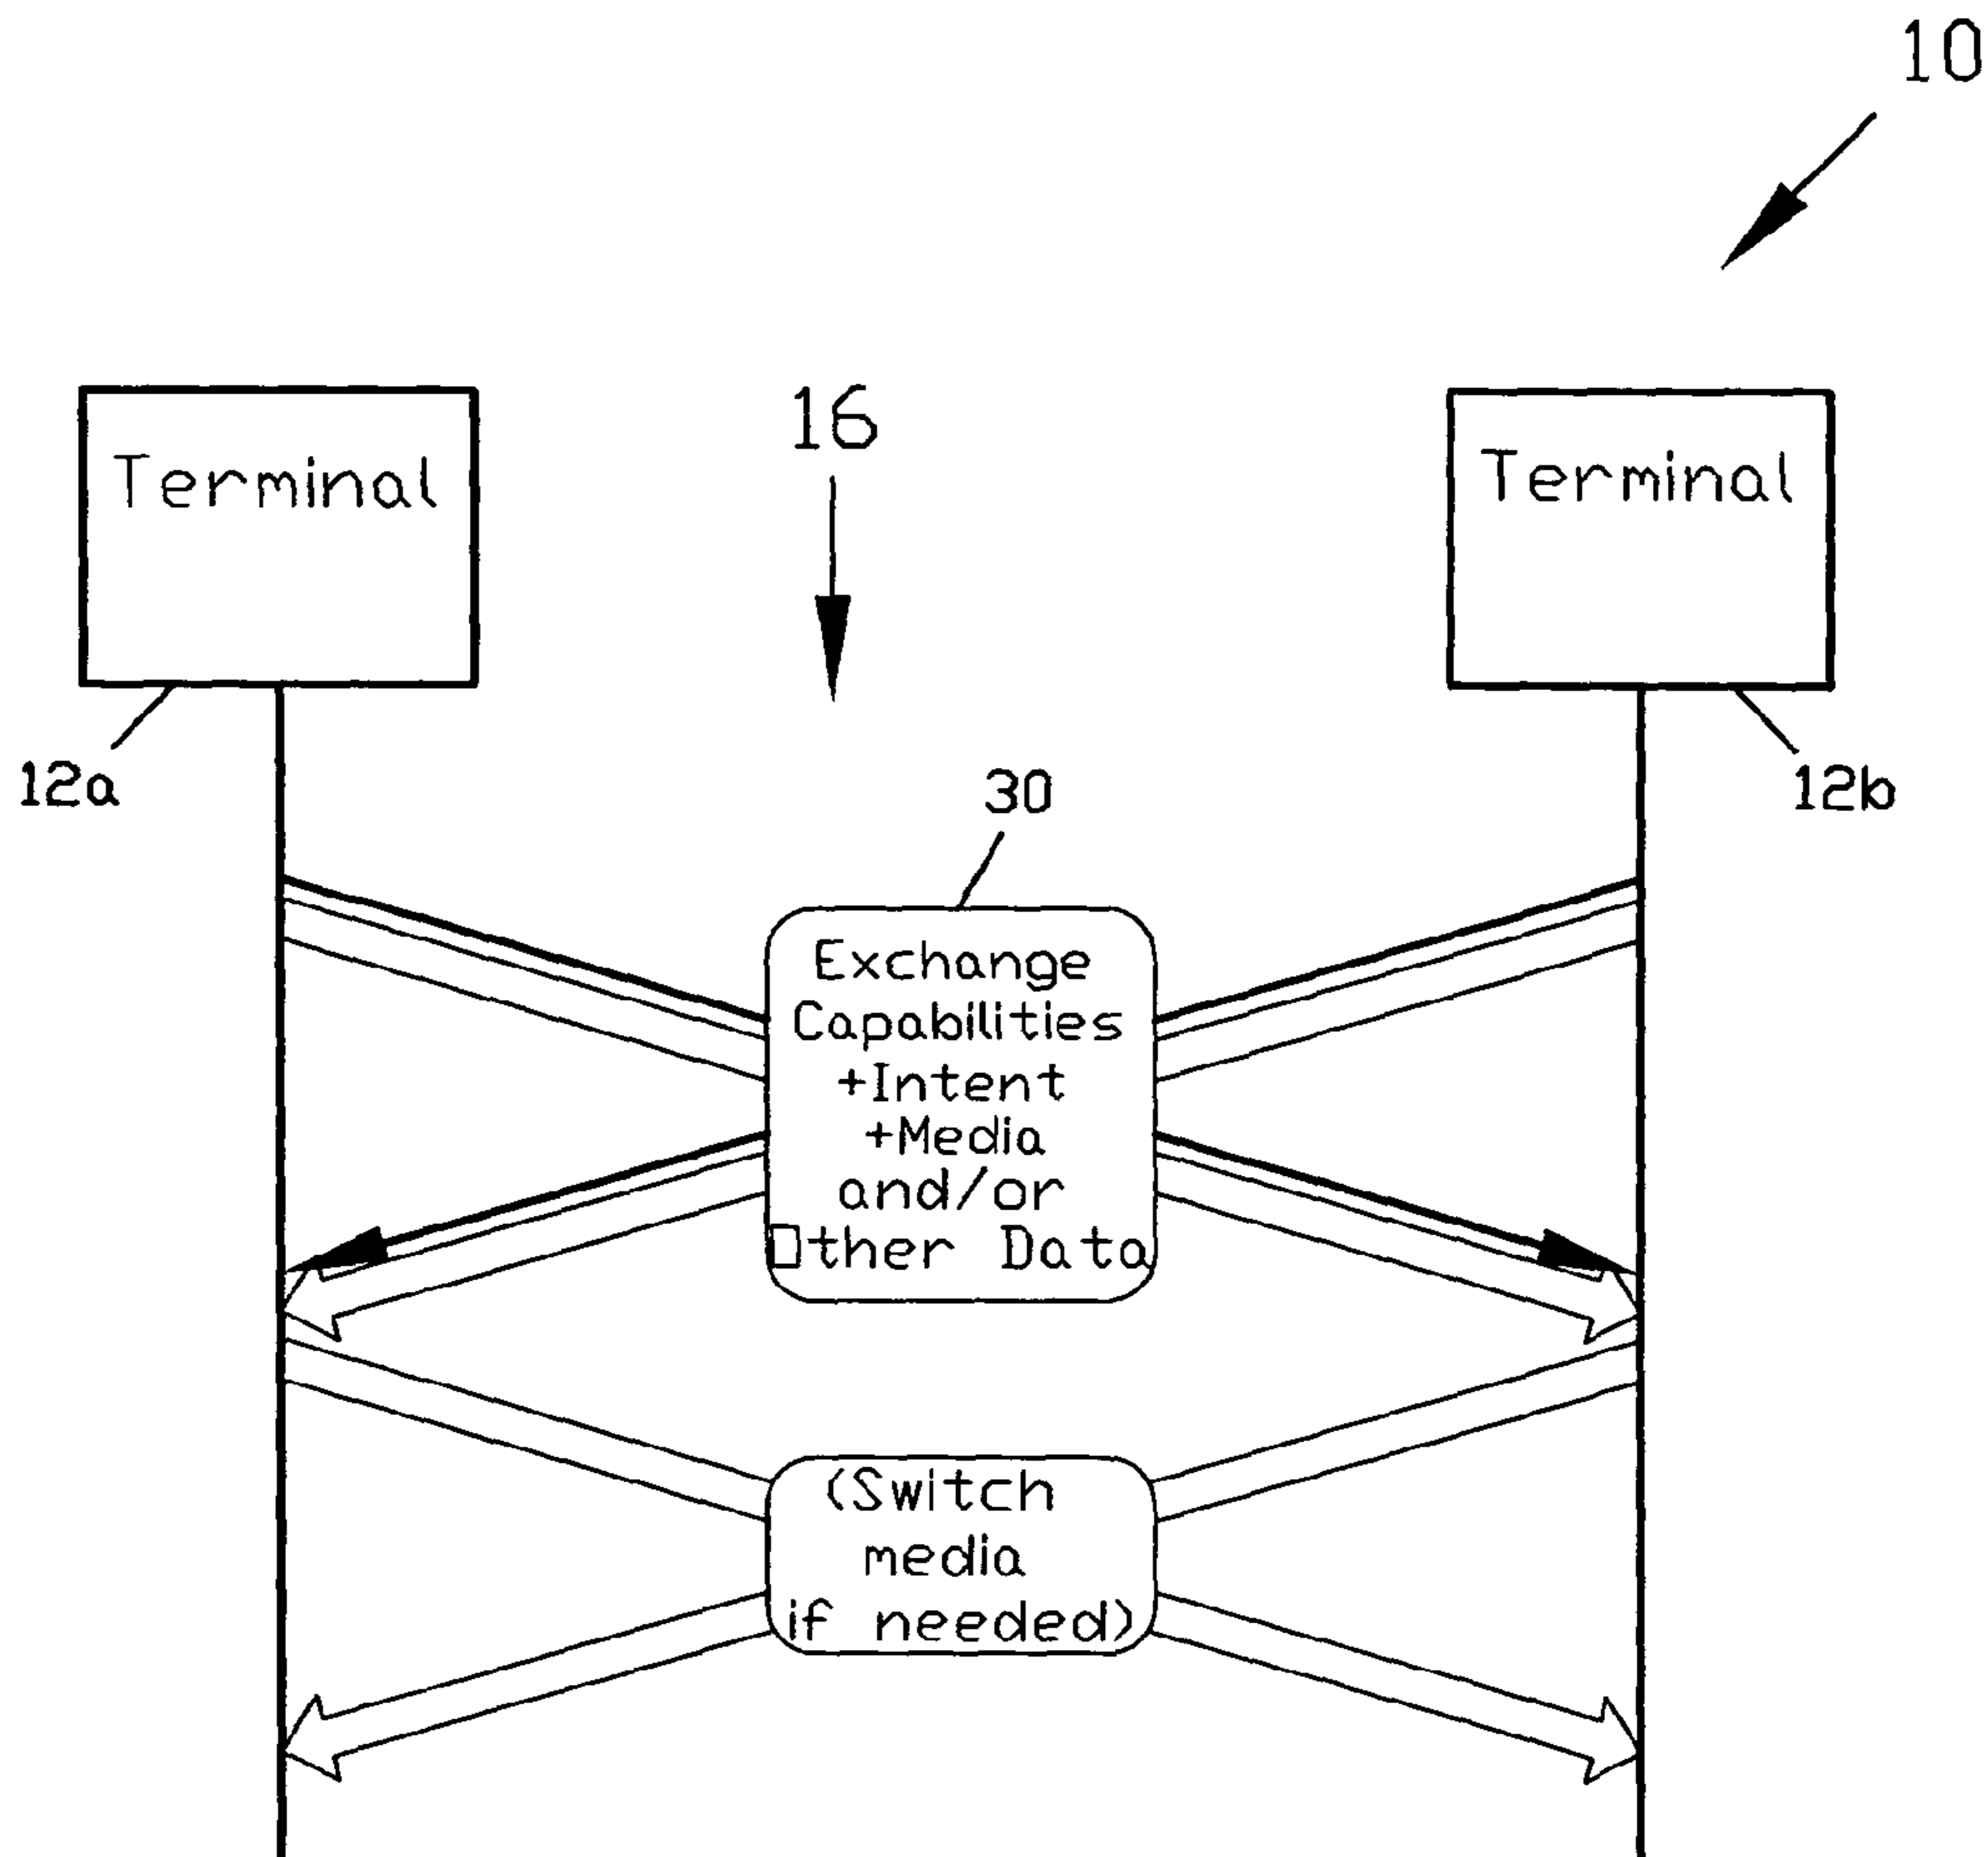 10
Terminal
16
Terminal
12a
30
12b
Exchange
Capabilities
+Intent
+Media
and/or
Other Data
(Switch
media
if needed)